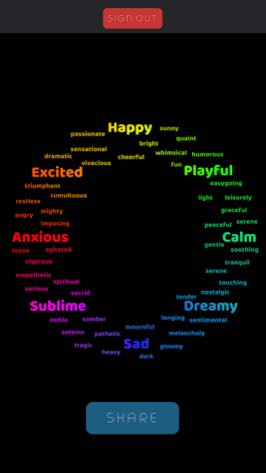 SIGN OUT
Happy
sunny
passionate
quaint
bright
sensational
whimsical
humorous
dramatic
cheerful
vivacious
fun
Excited
Playful
triumphant
easygoing
tumultuous
light
leisurely
restless
mighty
graceful
angry
imposing
peaceful
serene
Anxious
Calm
tense
agitated
gentle
soothing
vigorous
tranquil
serene
empathetic
spiritual
touching
serious
sacrid
tender
nostalgic
Sublime
Dreamy
noble
somber
longing
sentimental
solemn
pathetic
mournful
melancholy
tragic
Sad
gloomy
heavy
dark
SHARE